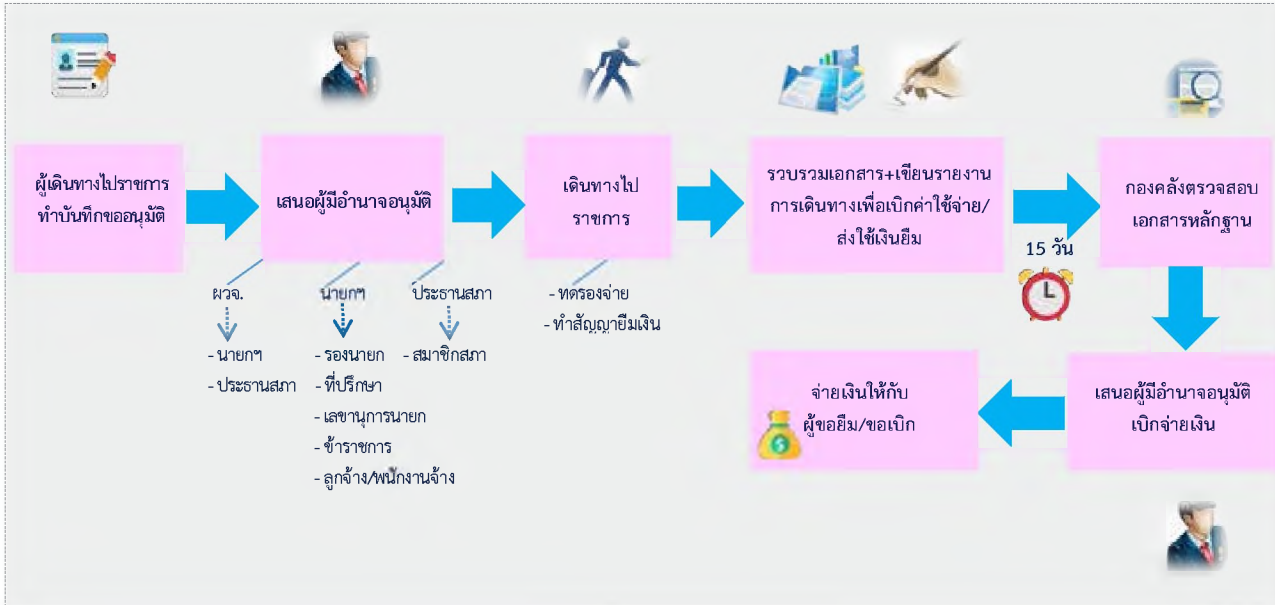 ผู้เดินทางไปราชการ
ทำบันทึกขออนุมัติ
เสนอผู้มีอำนาจอนุมัติ
ผวจ.
- นายกฯ
- ประธานสภา
นายกฯ
- รองนายก
- ที่ปรึกษา
- เลขานุการนายก
- ข้าราชการ
- ลูกจ้าง/พนักงานจ้าง
ประธานสภา
- สมาชิกสภา
เดินทางไป
ราชการ
- ทดรองจ่าย
- ทำสัญญายืมเงิน
รวบรวมเอกสาร+เขียนรายงาน
การเดินทางเพื่อเบิกค่าใช้จ่าย/
ส่งใช้เงินยืม
15 วัน
กองคลังตรวจสอบ
เอกสารหลักฐาน
เสนอผู้มีอำนาจอนุมัติ
เบิกจ่ายเงิน
จ่ายเงินให้กับ
ผู้ขอยืม/ขอเบิก